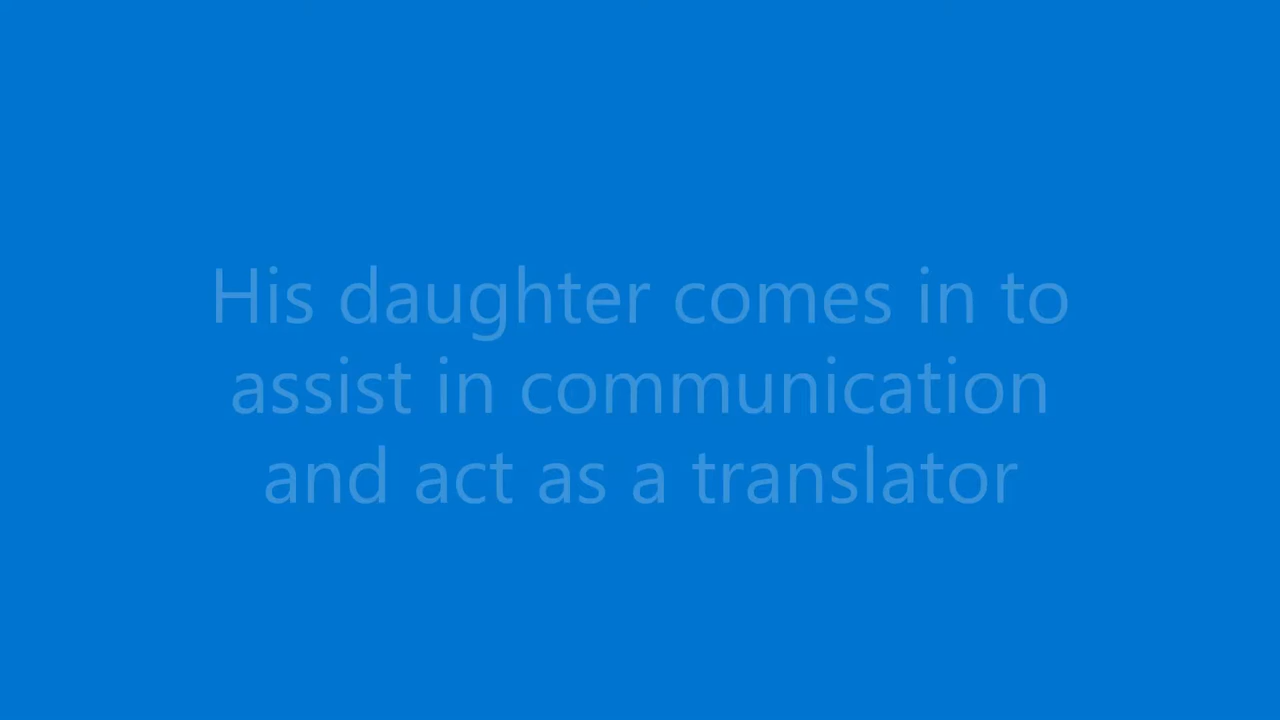 His daughter comes in to
assist in communication
and act as a translator